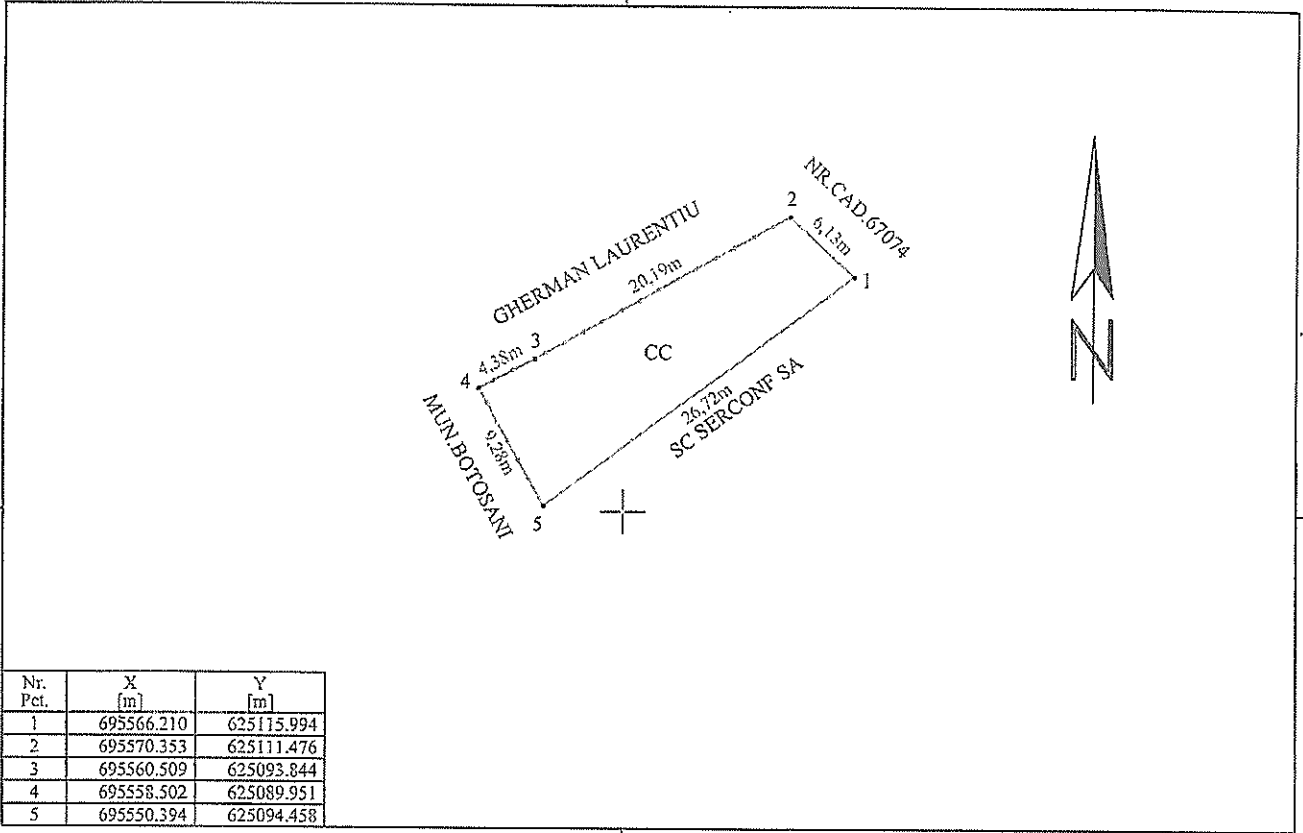 NR.CAD.67074
2
6,13m
GHERMAN LAURENTIU
20,19m
1
3
CC
4,38m
4
26,72m
SC SERCONF SA
MUN.BOTOSANI
9,28m
5
N
Nr. Pct. X [m] Y [m]
1 695566.210 625115.994
2 695570.353 625111.476
3 695560.509 625093.844
4 695558.502 625089.951
5 695550.394 625094.458